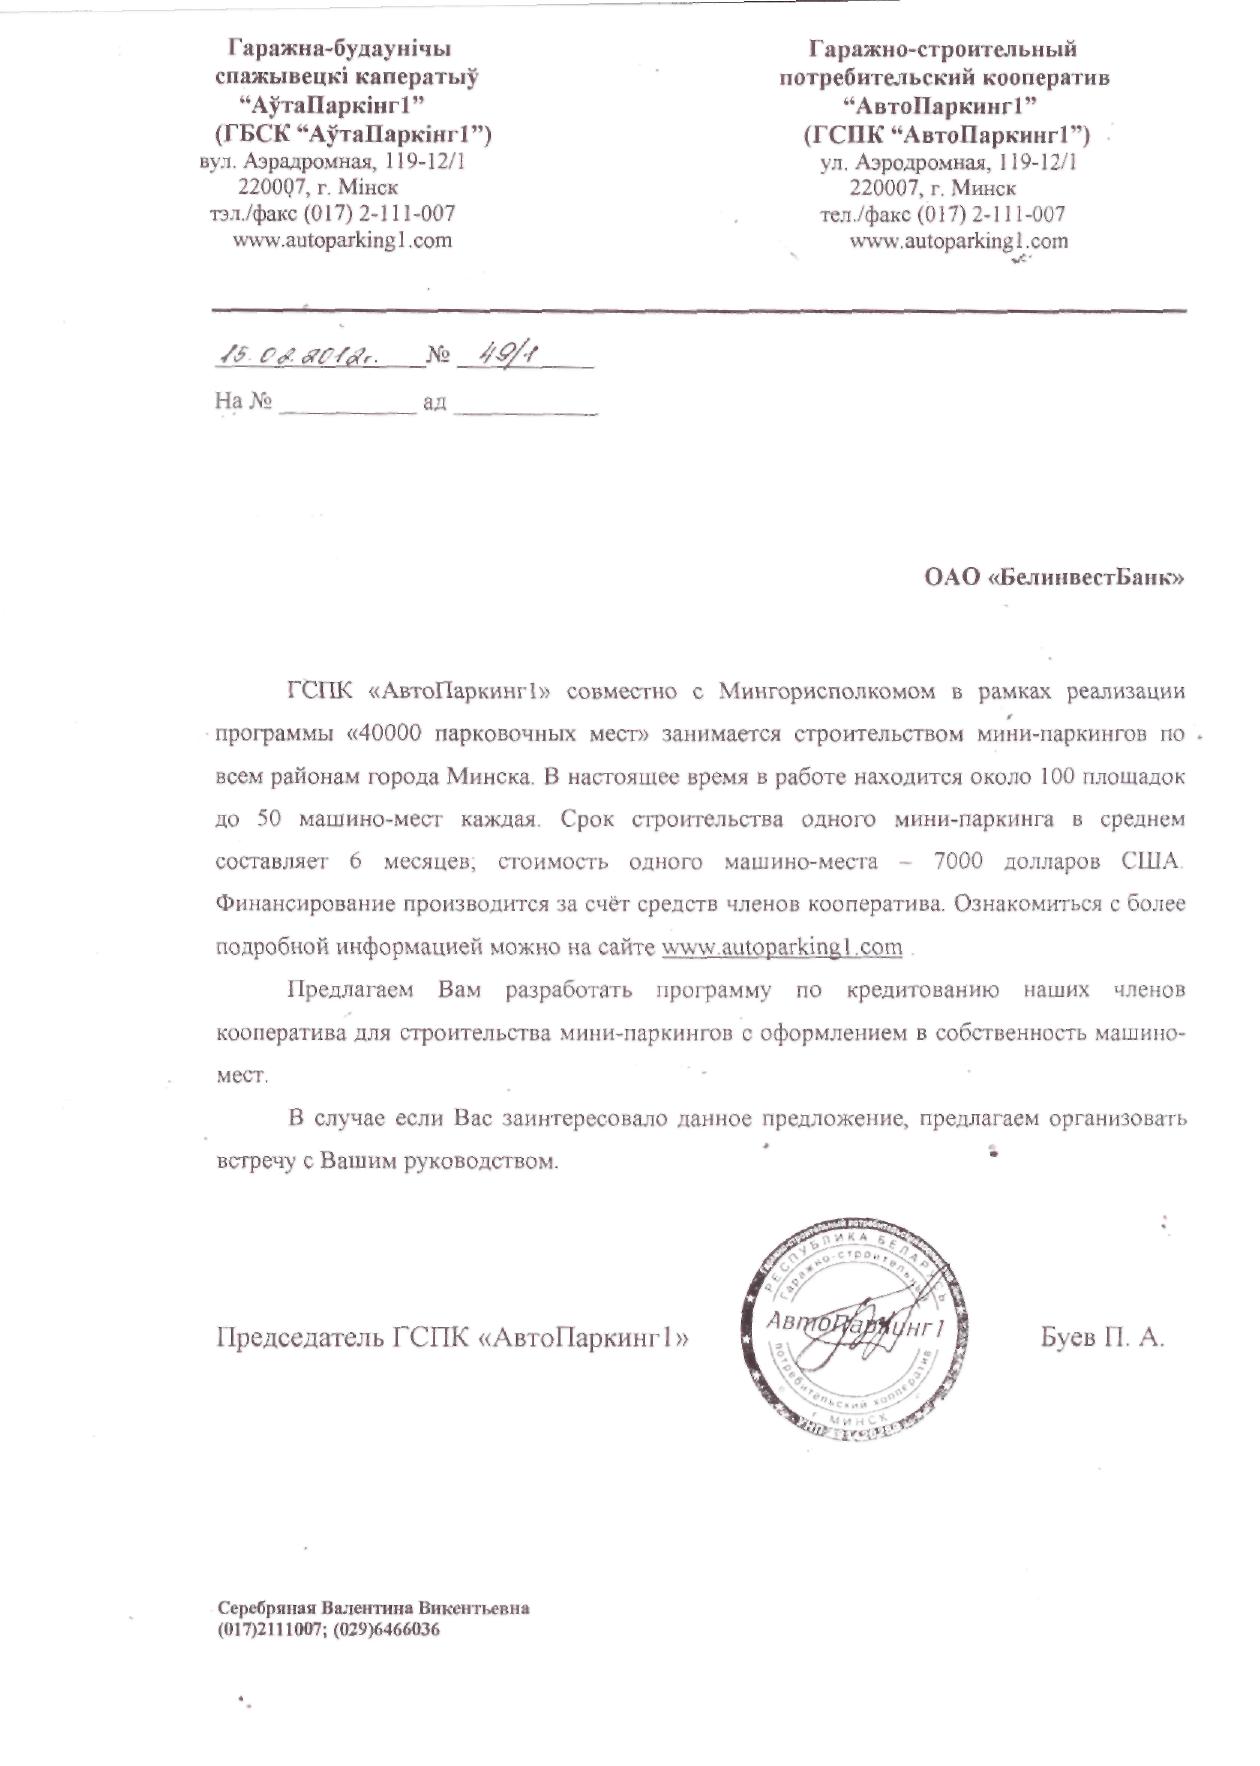 Гаражна-будаунічы
спажывецкі каператыў
“АўтаПаркінг1”
(ГБСК “АўтаПаркінг1”)
вул. Аэрадромная, 119-12/1
220007, г. Мінск
тэл./факс (017) 2-111-007
www.autoparking1.com
Гаражно-строительный
потребительский кооператив
“АвтоПаркинг1”
(ГСПК “АвтоПаркинг1”)
ул. Аэродромная, 119-12/1
220007, г. Минск
тел./факс (017) 2-111-007
www.autoparking1.com
15.02.2012г. № 49/1
На № ___________ ад ___________
ОАО «БелинвестБанк»
ГСПК «АвтоПаркинг1» совместно с Мингорисполкомом в рамках реализации
программы «40000 парковочных мест» занимается строительством мини-паркингов по
всем районам города Минска. В настоящее время в работе находится около 100 площадок
до 50 машино-мест каждая. Срок строительства одного мини-паркинга в среднем
составляет 6 месяцев; стоимость одного машино-места – 7000 долларов США.
Финансирование производится за счёт средств членов кооператива. Ознакомиться с более
подробной информацией можно на сайте www.autoparking1.com .
Предлагаем Вам разработать программу по кредитованию наших членов
кооператива для строительства мини-паркингов с оформлением в собственность машино-
мест.
В случае если Вас заинтересовало данное предложение, предлагаем организовать
встречу с Вашим руководством.
Председатель ГСПК «АвтоПаркинг1» Буев П. А.
РЕСПУБЛИКА БЕЛАРУСЬ
Гаражно-строительный
АвтоПаркинг1
потребительский кооператив
г. МИНСК
Серебряная Валентина Викентьевна
(017)2111007; (029)6466036